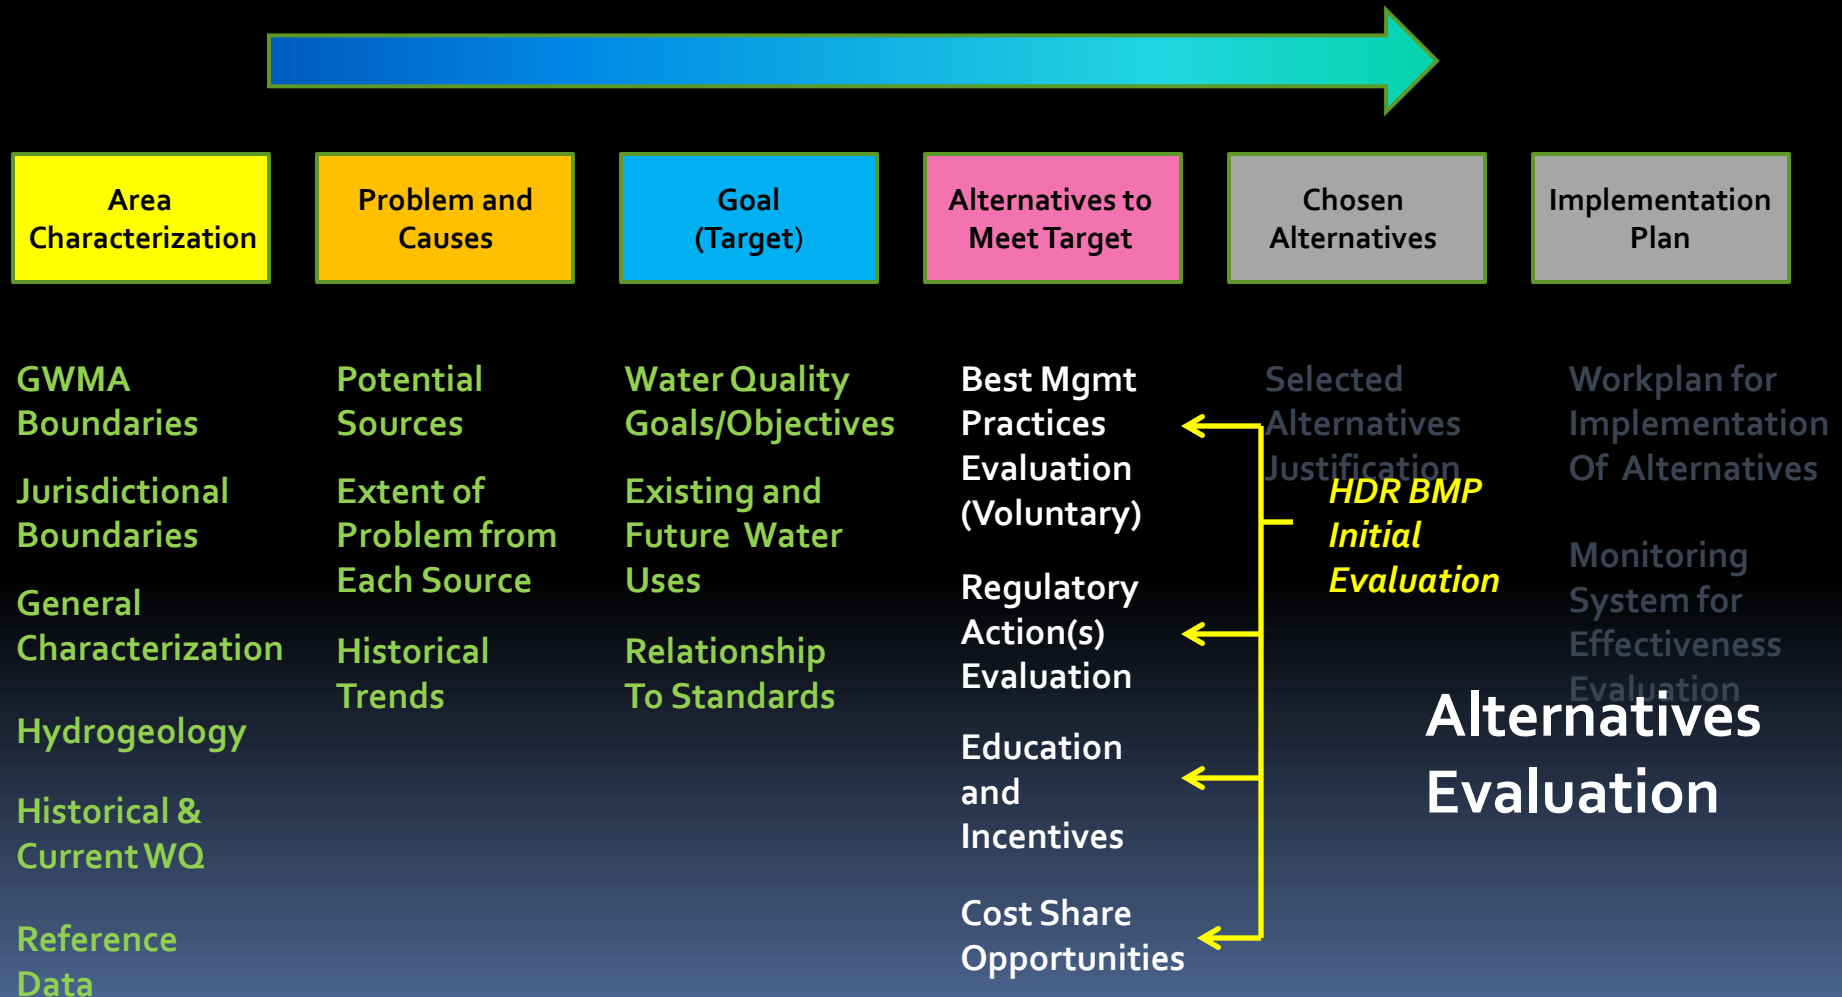 Area
Characterization
Problem and
Causes
Goal
(Target)
Alternatives to
Meet Target
Chosen
Alternatives
Implementation
Plan
GWMA
Boundaries
Jurisdictional
Boundaries
General
Characterization
Hydrogeology
Historical &
Current WQ
Reference
Data
Potential
Sources
Extent of
Problem from
Each Source
Historical
Trends
Water Quality
Goals/Objectives
Existing and
Future Water
Uses
Relationship
To Standards
Best Mgmt
Practices
Evaluation
(Voluntary)
Regulatory
Action(s)
Evaluation
Education
and
Incentives
Cost Share
Opportunities
Selected
Alternatives
Justification
HDR BMP
Initial
Evaluation
Workplan for
Implementation
Of Alternatives
Monitoring
System for
Effectiveness
Evaluation
Alternatives
Evaluation